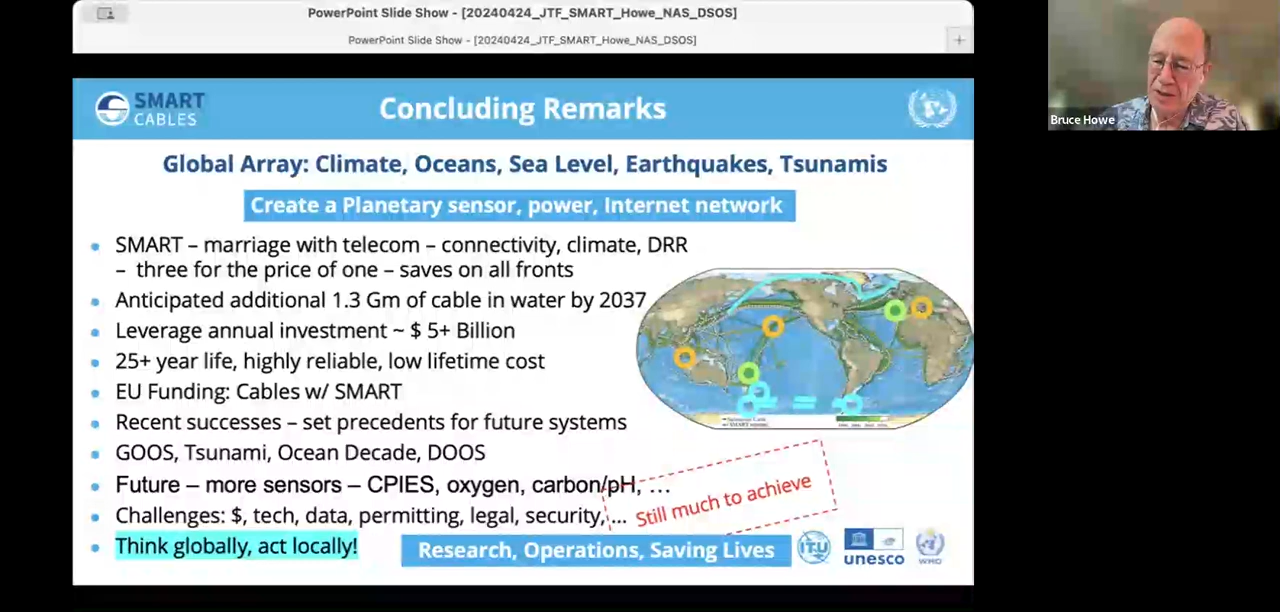 PowerPoint Slide Show - [20240424_JTF_SMART_Howe_NAS_DSOS]
PowerPoint Slide Show - [20240424_JTF_SMART_Howe_NAS_DSOS]
Bruce Howe
SMART
CABLES
Concluding Remarks
Global Array: Climate, Oceans, Sea Level, Earthquakes, Tsunamis
Create a Planetary sensor, power, Internet network
• SMART – marriage with telecom – connectivity, climate, DRR
– three for the price of one – saves on all fronts
• Anticipated additional 1.3 Gm of cable in water by 2037
• Leverage annual investment ~ $ 5+ Billion
• 25+ year life, highly reliable, low lifetime cost
• EU Funding: Cables w/ SMART
• Recent successes – set precedents for future systems
• GOOS, Tsunami, Ocean Decade, DOOS
• Future – more sensors – CPIES, oxygen, carbon/pH, …
• Challenges: $, tech, data, permitting, legal, security, ...
Still much to achieve
• Think globally, act locally!
Research, Operations, Saving Lives
ITU
unesco
WMO